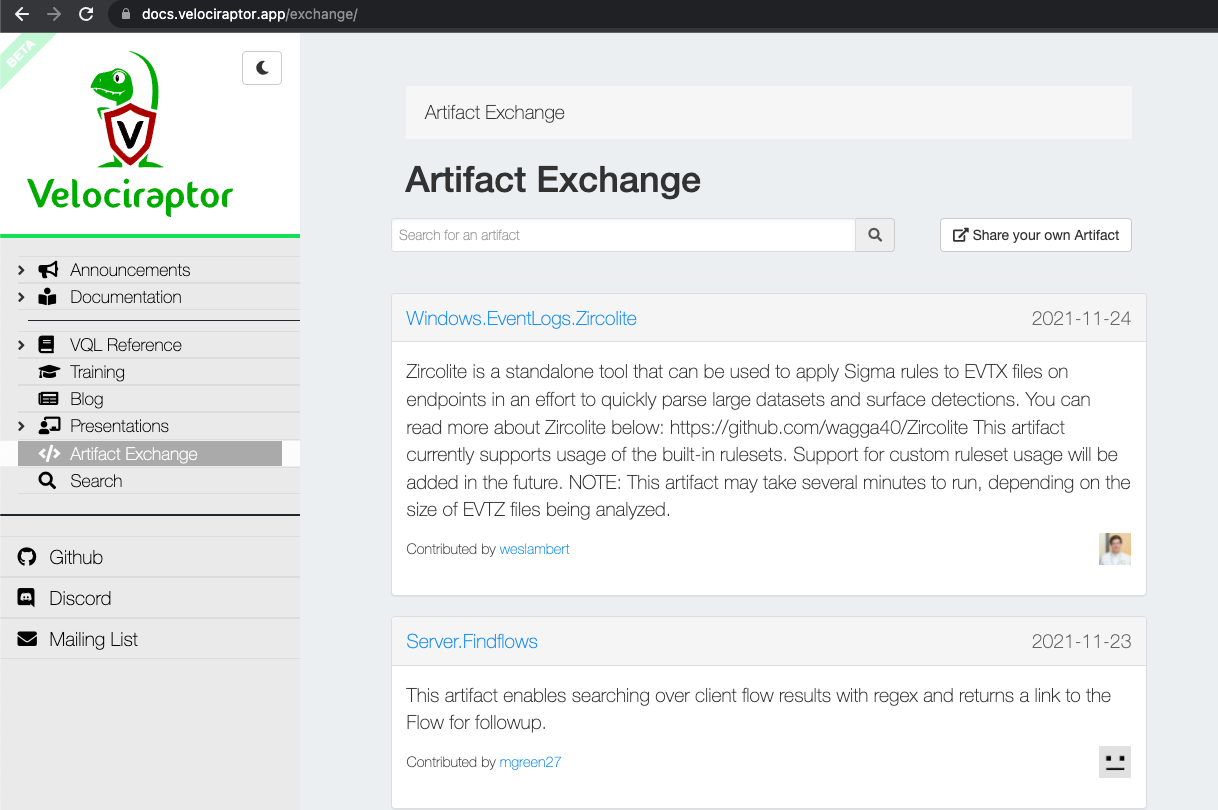 docs.velociraptor.app/exchange/
BETA
V
Velociraptor
Announcements
Documentation
VQL Reference
Training
Blog
Presentations
Artifact Exchange
Search
Github
Discord
Mailing List
Artifact Exchange
Artifact Exchange
Search for an artifact
Share your own Artifact
Windows.EventLogs.Zircolite 2021-11-24
Zircolite is a standalone tool that can be used to apply Sigma rules to EVTX files on
endpoints in an effort to quickly parse large datasets and surface detections. You can
read more about Zircolite below: https://github.com/wagga40/Zircolite This artifact
currently supports usage of the built-in rulesets. Support for custom ruleset usage will be
added in the future. NOTE: This artifact may take several minutes to run, depending on the
size of EVTZ files being analyzed.
Contributed by weslambert
Server.Findflows 2021-11-23
This artifact enables searching over client flow results with regex and returns a link to the
Flow for followup.
Contributed by mgreen27